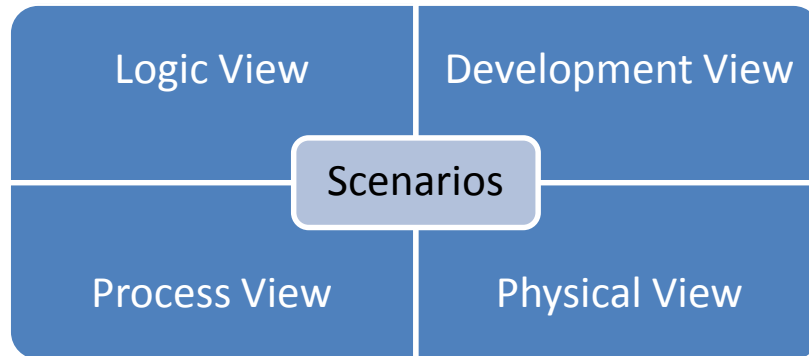 Logic View
Development View
Scenarios
Process View
Physical View